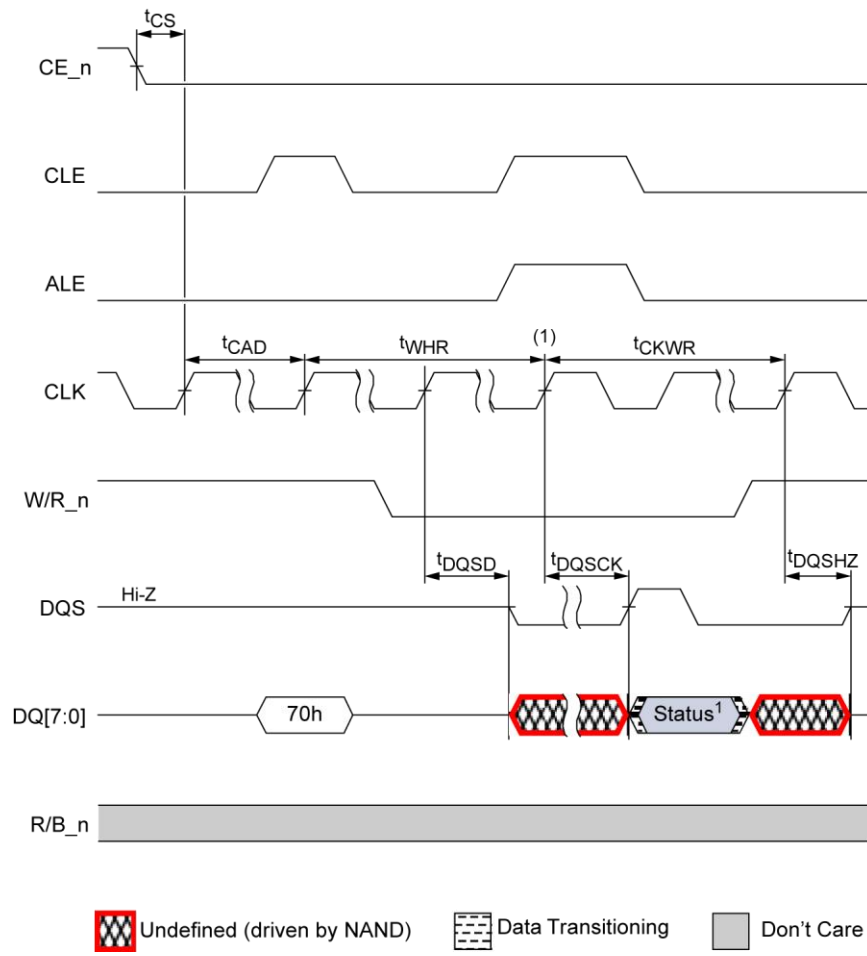 tCS
CE_n
CLE
ALE
tCAD
tWHR
(1)
tCKWR
CLK
W/R_n
tDQSD
tDQSCK
tDQSHZ
Hi-Z
DQS
DQ[7:0]
70h
Status1
R/B_n
Undefined (driven by NAND)
Data Transitioning
Don't Care